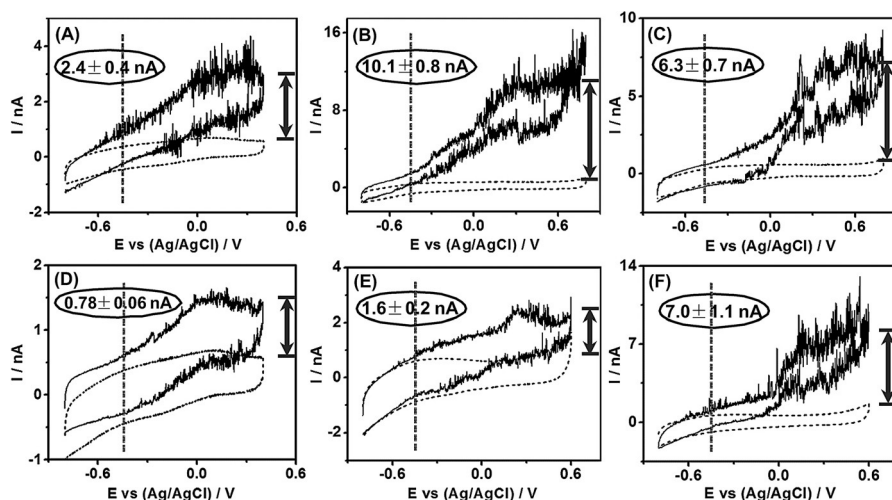 (A)
2.4±0.4 nA
I / nA
4
3
2
1
0
-2
-0.6
0.0
0.6
E vs (Ag/AgCl) / V
(B)
10.1±0.8 nA
I / nA
16
8
0
-0.6
0.0
0.6
E vs (Ag/AgCl) / V
(C)
6.3±0.7 nA
I / nA
10
5
0
-0.6
0.0
0.6
E vs (Ag/AgCl) / V
(D)
0.78±0.06 nA
I / nA
2
1
0
-1
-0.6
0.0
0.6
E vs (Ag/AgCl) / V
(E)
1.6±0.2 nA
I / nA
4
2
0
-2
-0.6
0.0
0.6
E vs (Ag/AgCl) / V
(F)
7.0±1.1 nA
I / nA
14
7
0
-0.6
0.0
0.6
E vs (Ag/AgCl) / V